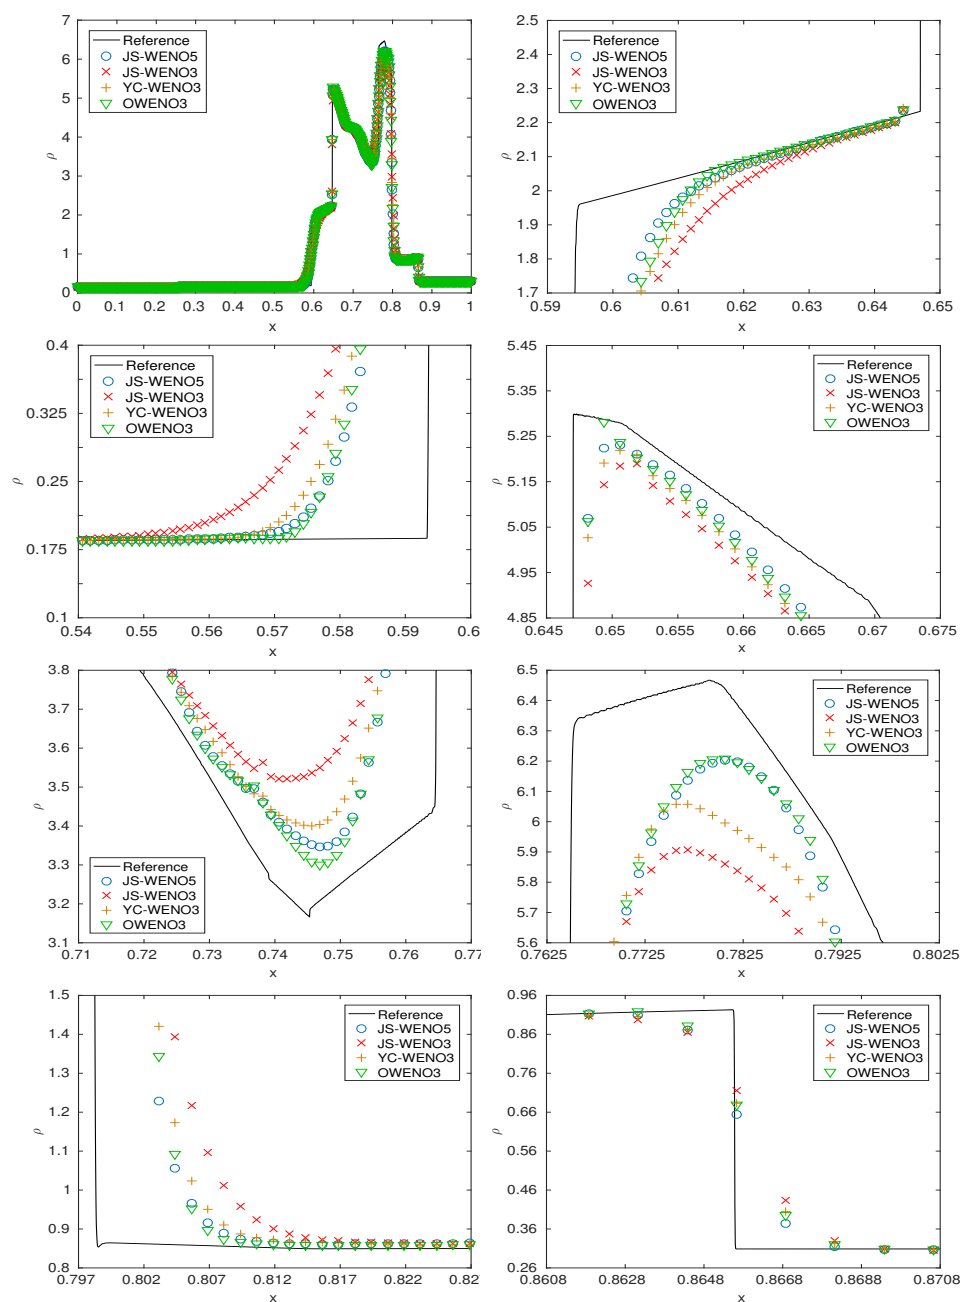 7
6
5
4
3
2
1
0
ρ
Reference
JS-WENO5
JS-WENO3
YC-WENO3
OWENO3
0 0.1 0.2 0.3 0.4 0.5 0.6 0.7 0.8 0.9 1
x
2.5
2.4
2.3
2.2
2.1
2
1.9
1.8
1.7
ρ
Reference
JS-WENO5
JS-WENO3
YC-WENO3
OWENO3
0.59 0.6 0.61 0.62 0.63 0.64 0.65
x
0.4
0.325
0.25
0.175
0.1
ρ
Reference
JS-WENO5
JS-WENO3
YC-WENO3
OWENO3
0.54 0.55 0.56 0.57 0.58 0.59 0.6
x
5.45
5.35
5.25
5.15
5.05
4.95
4.85
ρ
Reference
JS-WENO5
JS-WENO3
YC-WENO3
OWENO3
0.645 0.65 0.655 0.66 0.665 0.67 0.675
x
3.8
3.7
3.6
3.5
3.4
3.3
3.2
3.1
ρ
Reference
JS-WENO5
JS-WENO3
YC-WENO3
OWENO3
0.71 0.72 0.73 0.74 0.75 0.76 0.77
x
6.5
6.4
6.3
6.2
6.1
6
5.9
5.8
5.7
5.6
ρ
Reference
JS-WENO5
JS-WENO3
YC-WENO3
OWENO3
0.7625 0.7725 0.7825 0.7925 0.8025
x
1.5
1.4
1.3
1.2
1.1
1
0.9
0.8
ρ
Reference
JS-WENO5
JS-WENO3
YC-WENO3
OWENO3
0.797 0.802 0.807 0.812 0.817 0.822 0.82
x
0.96
0.86
0.76
0.66
0.56
0.46
0.36
0.26
ρ
Reference
JS-WENO5
JS-WENO3
YC-WENO3
OWENO3
0.8608 0.8628 0.8648 0.8668 0.8688 0.8708
x